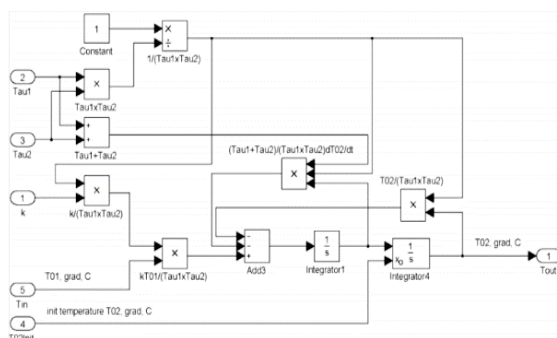 1
Constant
×
÷
1/(Tau1xTau2)
2
Tau1
×
Tau1xTau2
3
Tau2
+
+
Tau1+Tau2
(Tau1+Tau2)/(Tau1xTau2)dT02/dt
×
T02/(Tau1xTau2)
×
1
k
×
k/(Tau1xTau2)
T01, grad, C
5
Tin
×
kT01/(Tau1xTau2)
−
−
+
Add3
1
s
Integrator1
1
s
xo
Integrator4
T02, grad, C
1
Tout
init temperature T02, grad, C
4
T02init